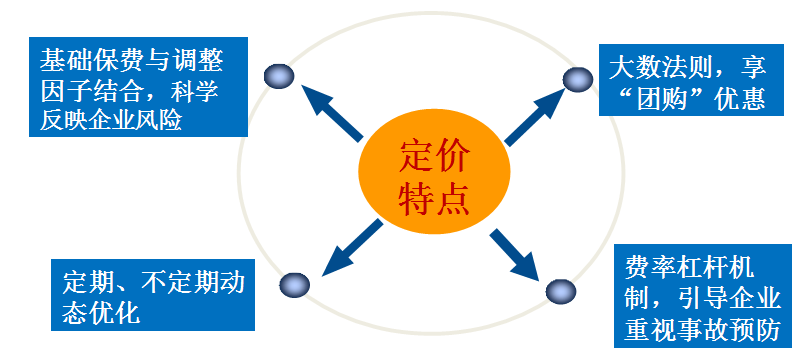 基础保费与调整
因子结合，科学
反映企业风险
大数法则，享
“团购”优惠
定价
特点
定期、不定期动
态优化
费率杠杆机
制，引导企业
重视事故预防